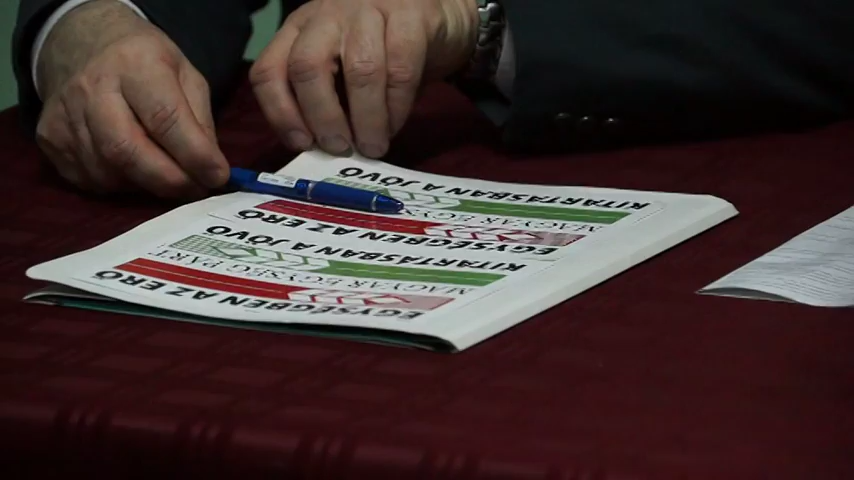 EGYSÉGBEN AZ ERŐ
MAGYAR EGYSÉG PÁRT
KITARTÁSBAN A JÖVŐ
EGYSÉGBEN AZ ERŐ
MAGYAR
KITARTÁSBAN A JÖVŐ